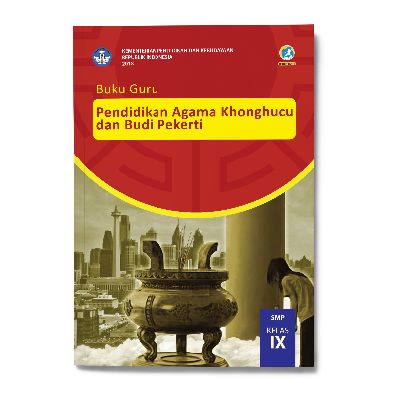 KEMENTERIAN PENDIDIKAN DAN KEBUDAYAAN
REPUBLIK INDONESIA
2018
Buku Guru
Pendidikan Agama Khonghucu
dan Budi Pekerti
SMP
KELAS
IX